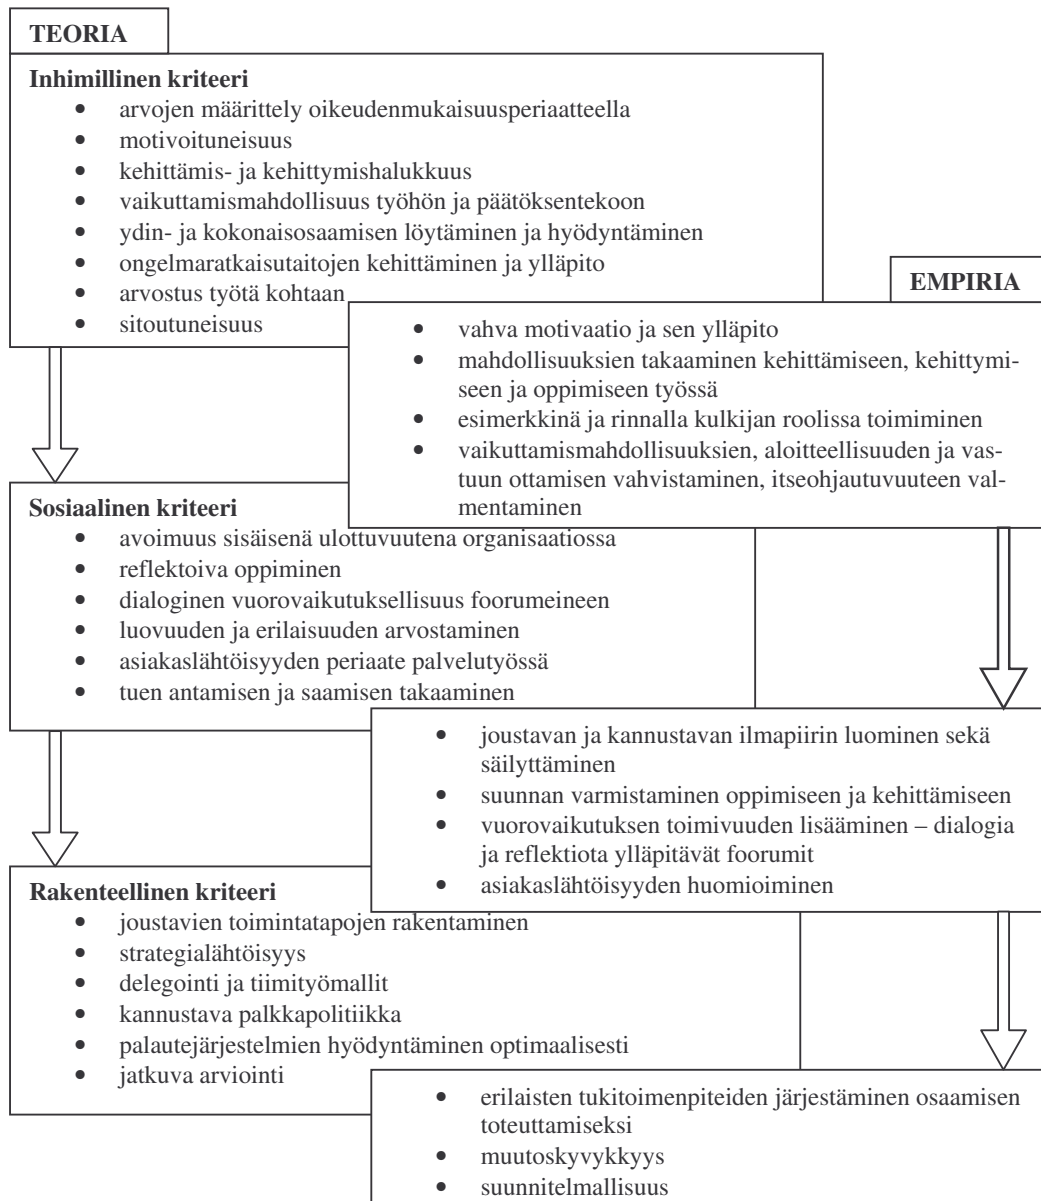 TEORIA
Inhimillinen kriteeri
• arvojen määrittely oikeudenmukaisuusperiaatteella
• motivoituneisuus
• kehittämis- ja kehittymishalukkuus
• vaikuttamismahdollisuus työhön ja päätöksentekoon
• ydin- ja kokonaisosaamisen löytäminen ja hyödyntäminen
• ongelmaratkaisutaitojen kehittäminen ja ylläpito
• arvostus työtä kohtaan
• sitoutuneisuus
EMPIRIA
• vahva motivaatio ja sen ylläpito
• mahdollisuuksien takaaminen kehittämiseen, kehittymi-
seen ja oppimiseen työssä
• esimerkkinä ja rinnalla kulkijan roolissa toimiminen
• vaikuttamismahdollisuuksien, aloitteellisuuden ja vas-
tuun ottamisen vahvistaminen, itseohjautuvuuteen val-
mentaminen
Sosiaalinen kriteeri
• avoimuus sisäisenä ulottuvuutena organisaatiossa
• reflektoiva oppiminen
• dialoginen vuorovaikutuksellisuus foorumeineen
• luovuuden ja erilaisuuden arvostaminen
• asiakaslähtöisyyden periaate palvelutyössä
• tuen antamisen ja saamisen takaaminen
• joustavan ja kannustavan ilmapiirin luominen sekä
säilyttäminen
• suunnan varmistaminen oppimiseen ja kehittämiseen
• vuorovaikutuksen toimivuuden lisääminen – dialogia
ja reflektiota ylläpitävät foorumit
• asiakaslähtöisyyden huomioiminen
Rakenteellinen kriteeri
• joustavien toimintatapojen rakentaminen
• strategialähtöisyys
• delegointi ja tiimityömallit
• kannustava palkkapolitiikka
• palautejärjestelmien hyödyntäminen optimaalisesti
• jatkuva arviointi
• erilaisten tukitoimenpiteiden järjestäminen osaamisen
toteuttamiseksi
• muutoskyvykkyys
• suunnitelmallisuus